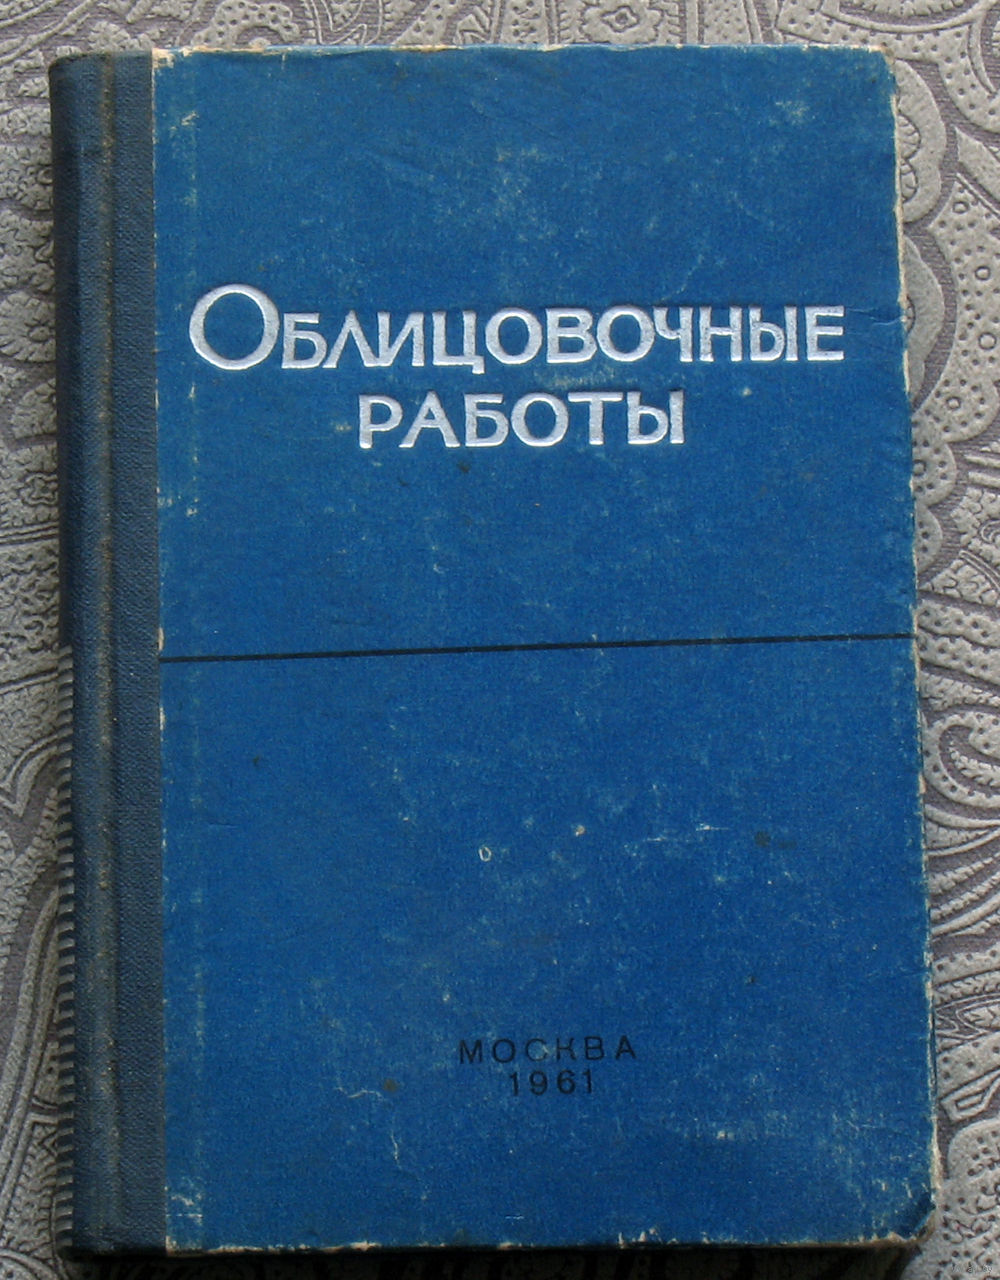 ОБЛИЦОВОЧНЫЕ
РАБОТЫ
МОСКВА
1961